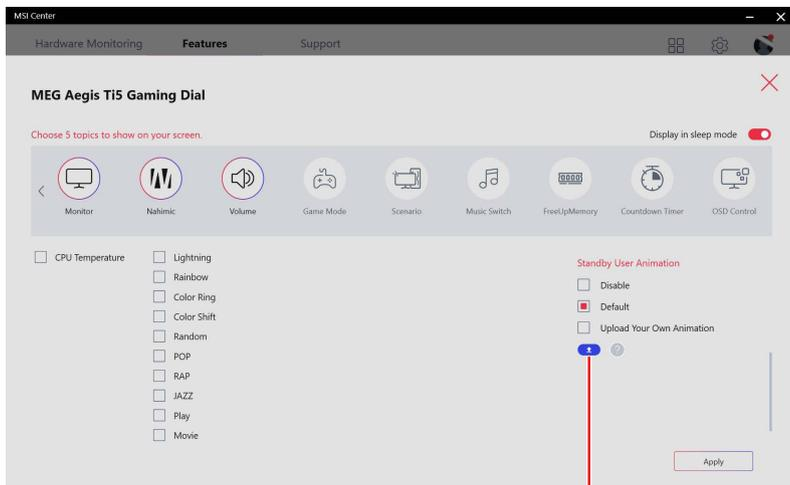 MSI Center
Hardware Monitoring Features Support
MEG Aegis Ti5 Gaming Dial
Choose 5 topics to show on your screen. Display in sleep mode
Monitor Nahimic Volume Game Mode Scenario Music Switch FreeUpMemory Countdown Timer OSD Control
CPU Temperature Lightning
Rainbow
Color Ring
Color Shift
Random
POP
RAP
JAZZ
Play
Movie
Standby User Animation
Disable
Default
Upload Your Own Animation
?
Apply